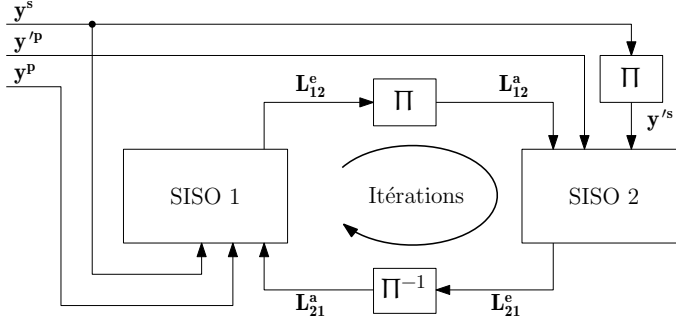 y^s
y'^p
y^p
Π
L^e_12
Π
L^a_12
y'^s
SISO 1
Itérations
SISO 2
L^a_21
Π^-1
L^e_21